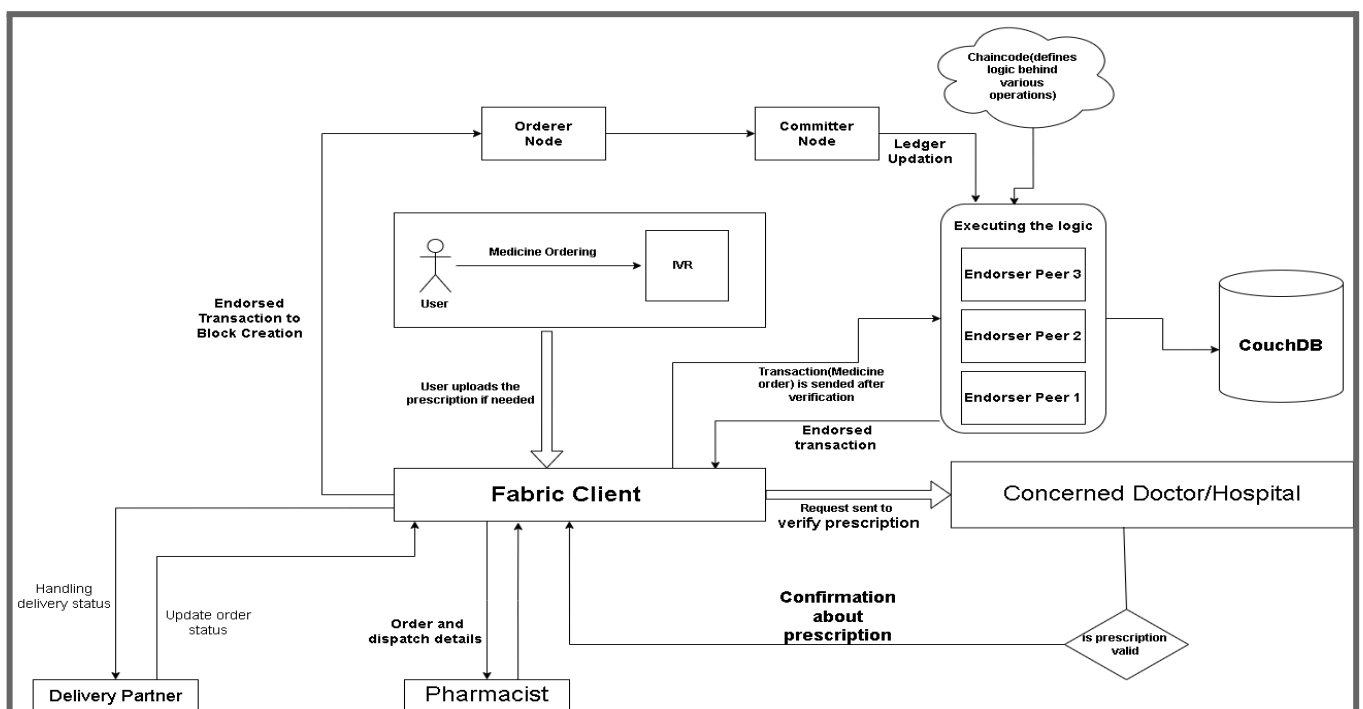 Chaincode(defines
logic behind
various
operations)
Orderer
Node
Committer
Node
Ledger
Updation
Executing the logic
Endorser Peer 3
Endorser Peer 2
Endorser Peer 1
CouchDB
Medicine Ordering
IVR
User
Endorsed
Transaction to
Block Creation
User uploads the
prescription if needed
Transaction(Medicine
order) is sended after
verification
Endorsed
transaction
Fabric Client
Request sent to
verify prescription
Concerned Doctor/Hospital
Handling
delivery status
Update order
status
Order and
dispatch details
Confirmation
about
prescription
is prescription
valid
Delivery Partner
Pharmacist